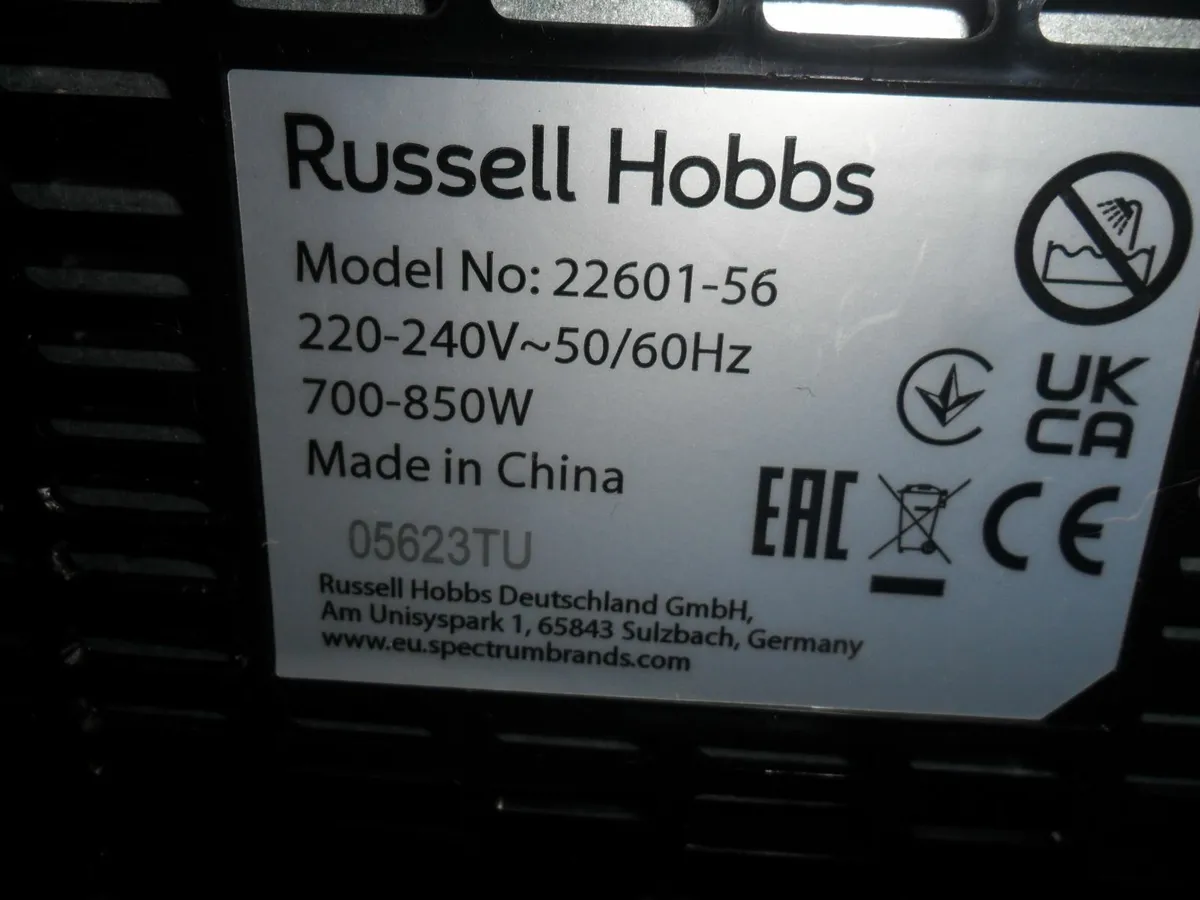 Russell Hobbs
Model No: 22601-56
220-240V~50/60Hz
700-850W
Made in China
UK
CA
EAC
CE
05623TU
Russell Hobbs Deutschland GmbH,
Am Unisyspark 1, 65843 Sulzbach, Germany
www.eu.spectrumbrands.com